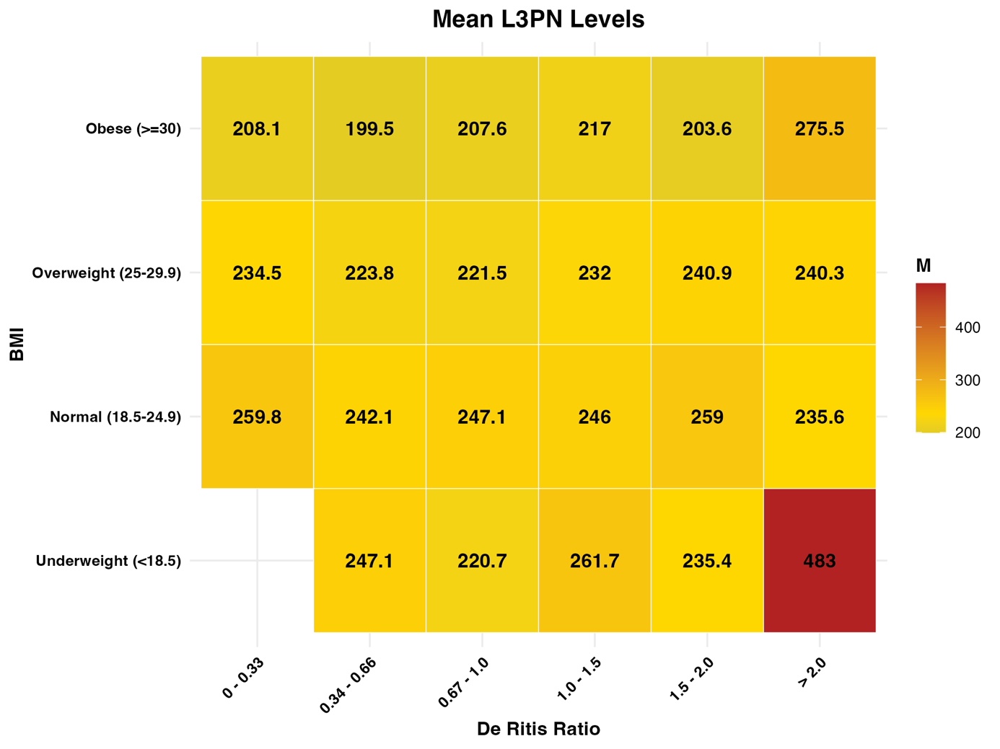 Mean L3PN Levels
Obese (>=30) 208.1 199.5 207.6 217 203.6 275.5
Overweight (25-29.9) 234.5 223.8 221.5 232 240.9 240.3
Normal (18.5-24.9) 259.8 242.1 247.1 246 259 235.6
Underweight (<18.5) 247.1 220.7 261.7 235.4 483
BMI
0 - 0.33 0.34 - 0.66 0.67 - 1.0 1.0 - 1.5 1.5 - 2.0 > 2.0
De Ritis Ratio
M
400
300
200